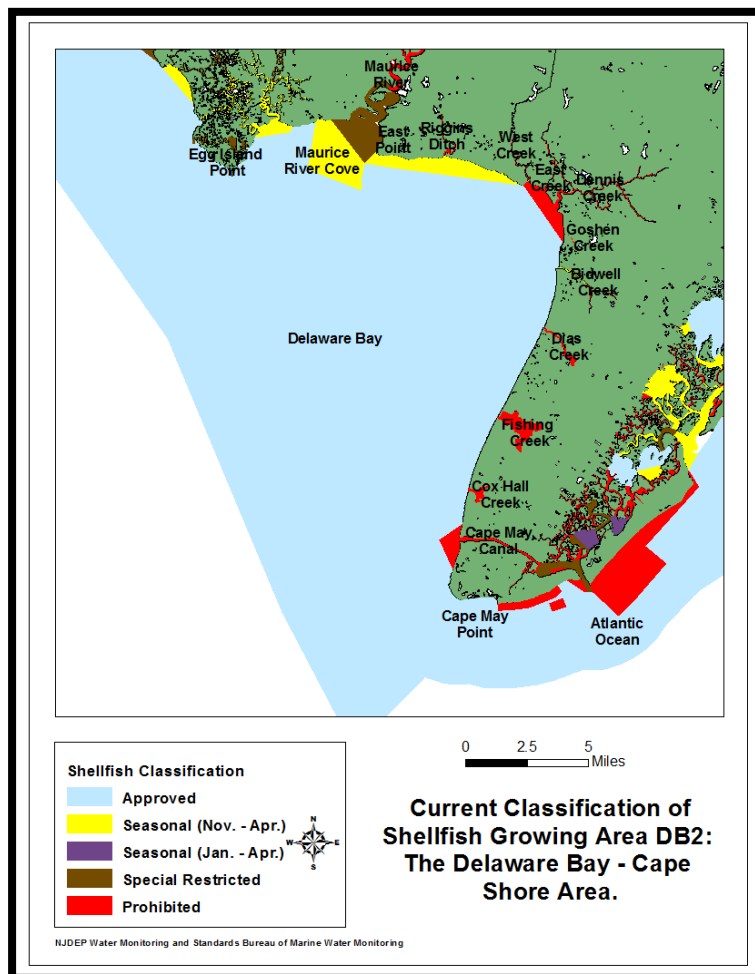 Maurice
River
Egg Island
Point
Maurice
River Cove
East
Point
Riggins
Ditch
West
Creek
East
Creek
Dennis
Creek
Goshen
Creek
Bidwell
Creek
Delaware Bay
Dias
Creek
Fishing
Creek
Cox Hall
Creek
Cape May
Canal
Cape May
Point
Atlantic
Ocean
0 2.5 5
Miles
Shellfish Classification
Approved
Seasonal (Nov. - Apr.)
Seasonal (Jan. - Apr.)
Special Restricted
Prohibited
N
W E
S
Current Classification of
Shellfish Growing Area DB2:
The Delaware Bay - Cape
Shore Area.
NJDEP Water Monitoring and Standards Bureau of Marine Water Monitoring